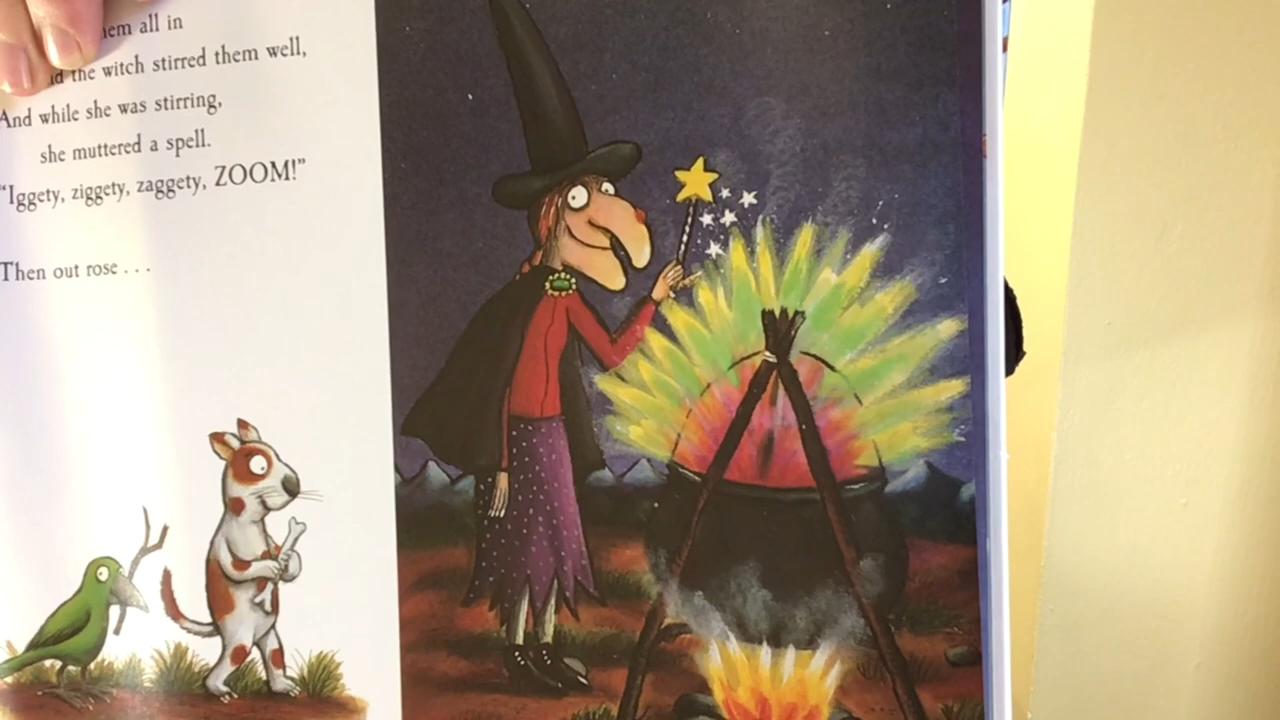 all in
the witch stirred them well,
And while she was stirring,
she muttered a spell.
"Iggety, ziggety, zaggety, ZOOM!"
Then out rose . . .